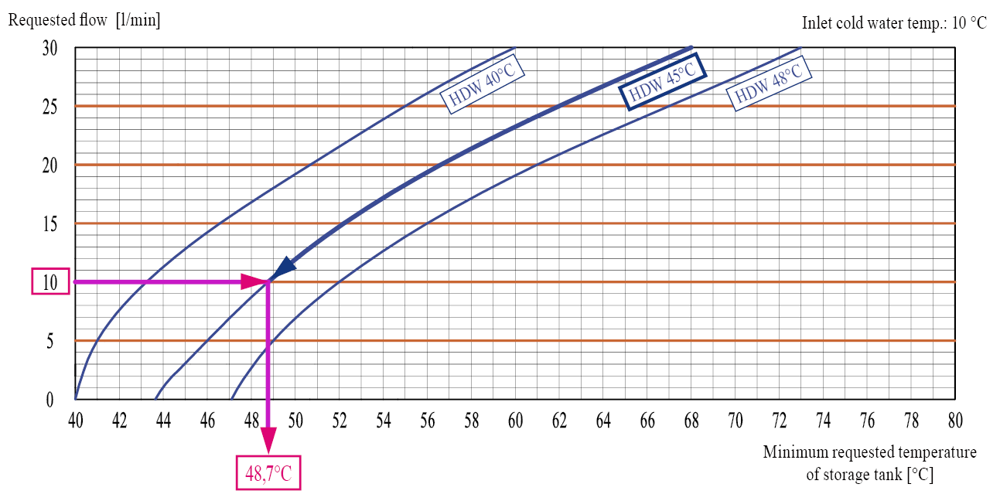 Requested flow [l/min]
Inlet cold water temp.: 10 °C
30
HDW 40°C
HDW 45°C
HDW 48°C
25
20
15
10
5
0
40 42 44 46 48 50 52 54 56 58 60 62 64 66 68 70 72 74 76 78 80
Minimum requested temperature
of storage tank [°C]
48,7°C